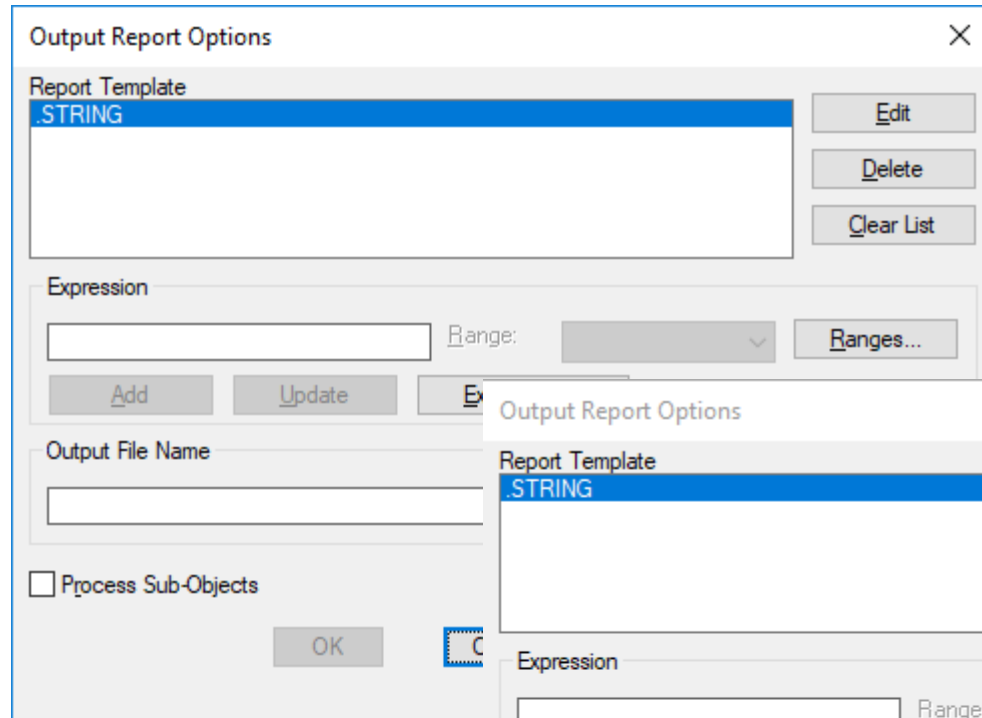 Output Report Options
Report Template
.STRING
Edit
Delete
Clear List
Expression
Range:
Ranges...
Add
Update
Output File Name
Process Sub-Objects
OK
Output Report Options
Report Template
.STRING
Expression
Range